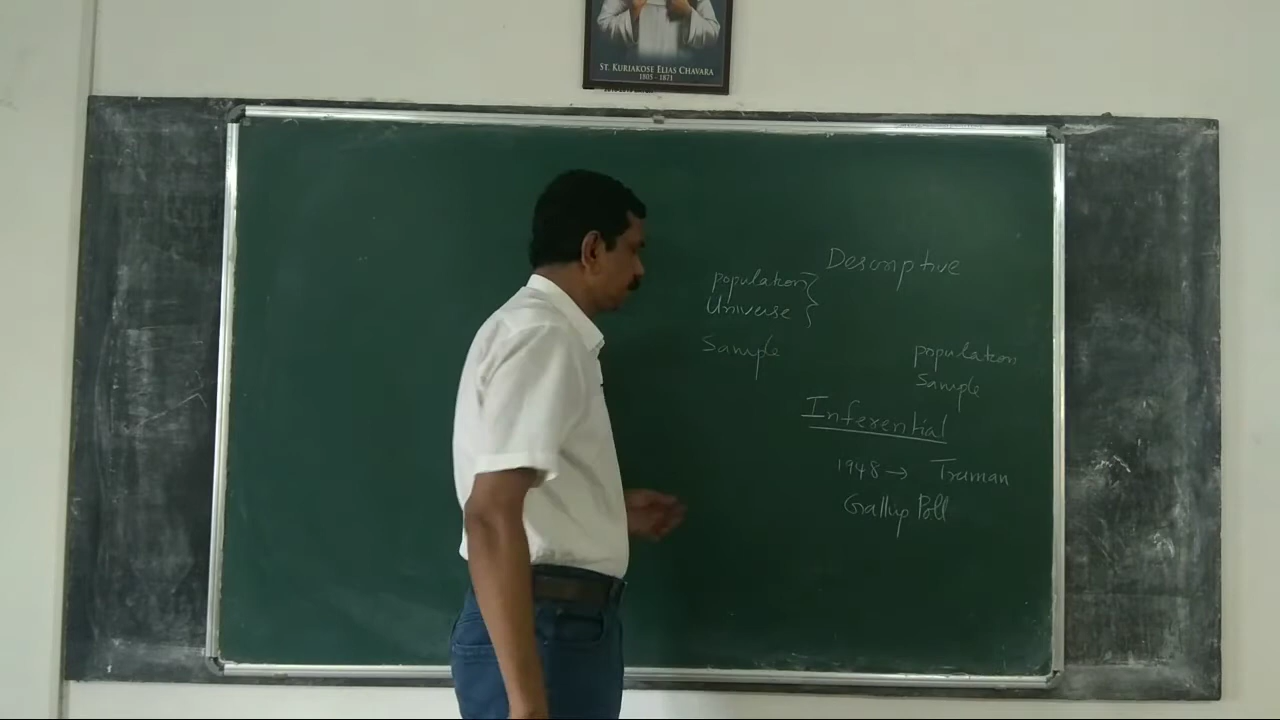 ST. KURIAKOSE ELIAS CHAVARA
1805 - 1871
Descriptive
population
Universe
Sample
population
Sample
Inferential
1948 → Truman
Gallup Poll